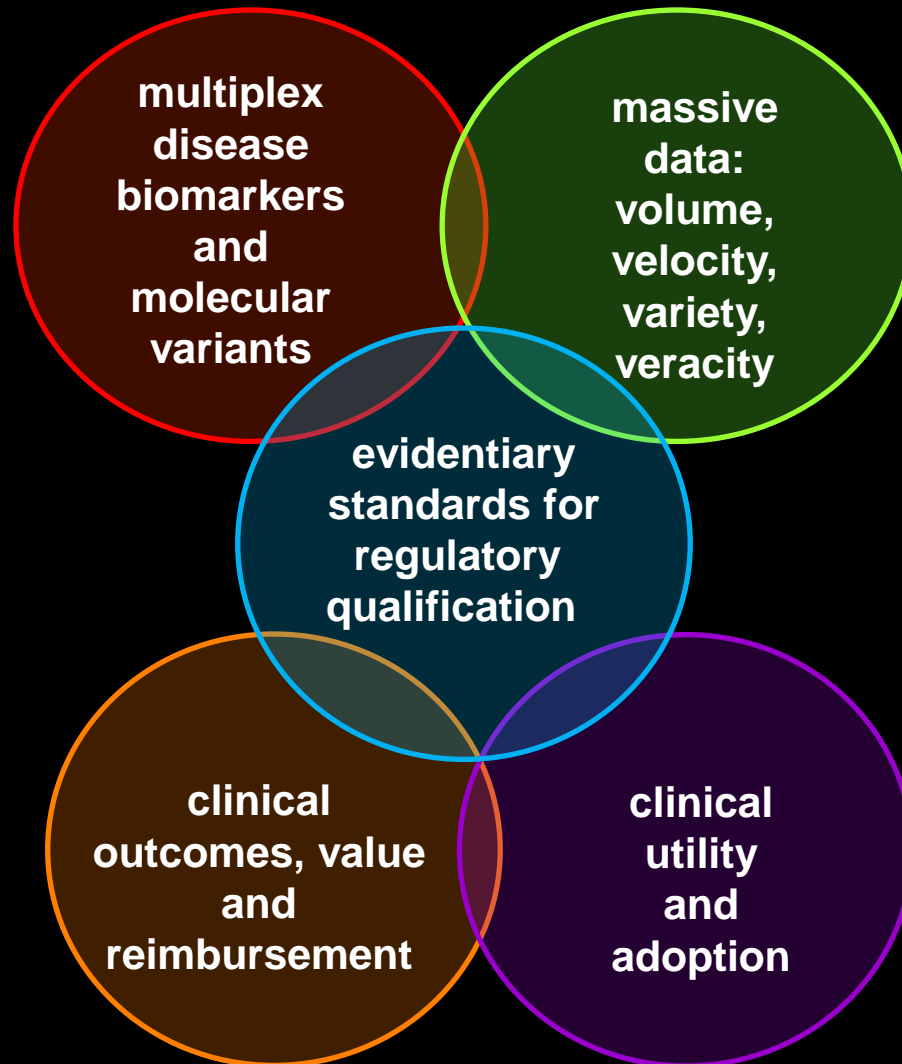 multiplex
disease
biomarkers
and
molecular
variants
massive
data:
volume,
velocity,
variety,
veracity
evidentiary
standards for
regulatory
qualification
clinical
outcomes, value
and
reimbursement
clinical
utility
and
adoption